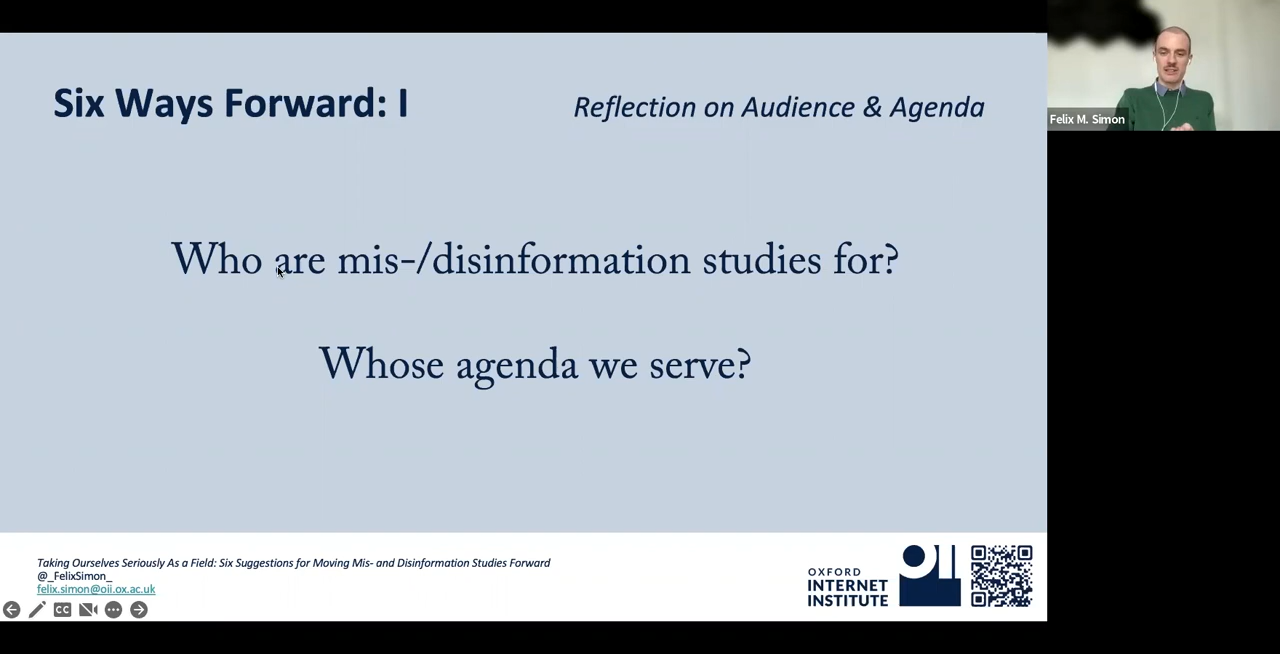 Six Ways Forward: I
Reflection on Audience & Agenda
Felix M. Simon
Who are mis-/disinformation studies for?
Whose agenda we serve?
Taking Ourselves Seriously As a Field: Six Suggestions for Moving Mis- and Disinformation Studies Forward
@_FelixSimon_
felix.simon@oii.ox.ac.uk
CC
OXFORD
INTERNET
INSTITUTE
OII